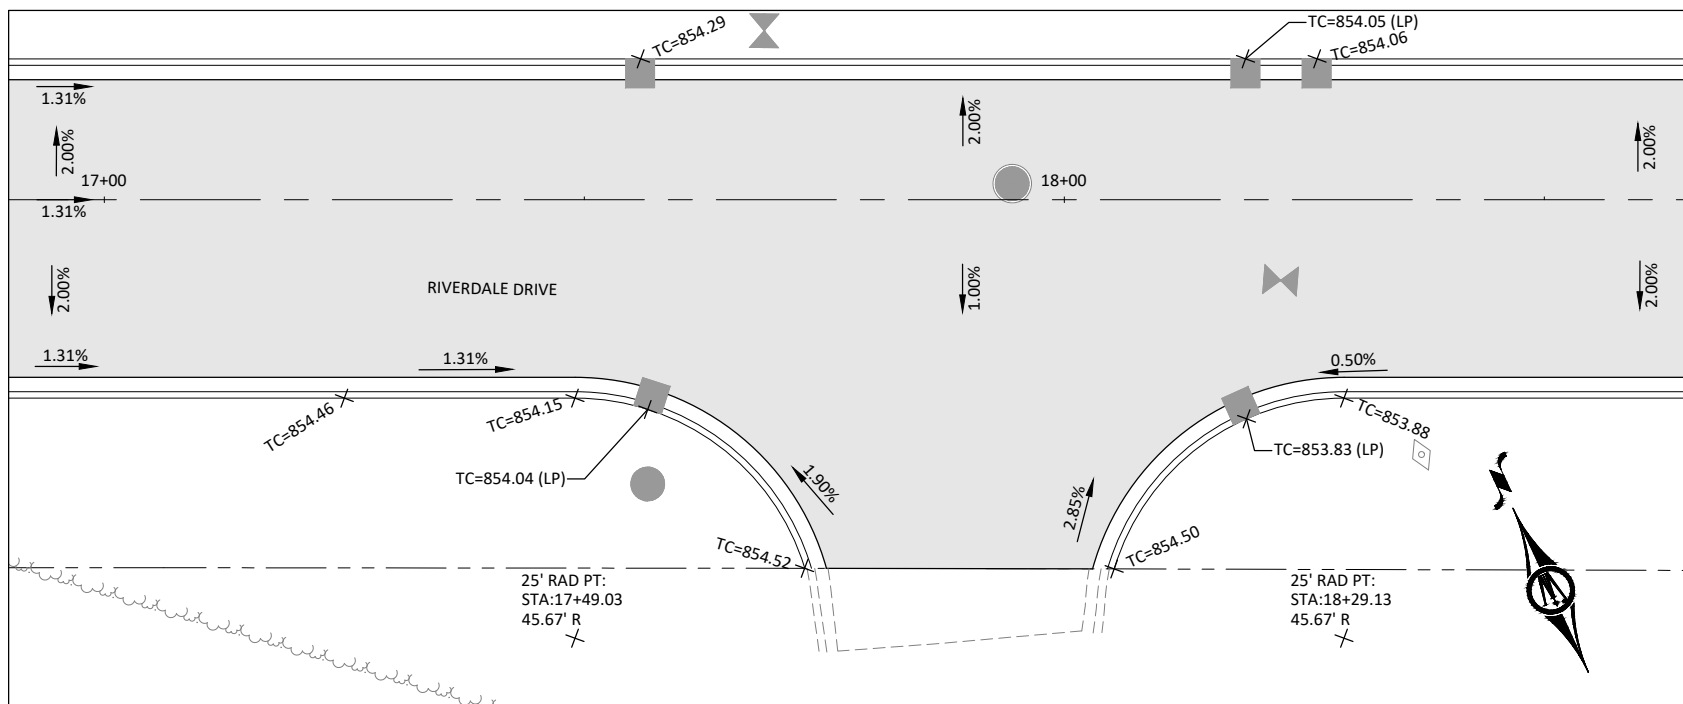 TC=854.29
TC=854.05 (LP)
TC=854.06
1.31%
2.00%
2.00%
2.00%
17+00
18+00
1.31%
2.00%
RIVERDALE DRIVE
1.00%
2.00%
1.31%
1.31%
0.50%
TC=854.46
TC=854.15
TC=853.88
TC=854.04 (LP)
1.90%
TC=853.83 (LP)
2.85%
TC=854.52
TC=854.50
25' RAD PT:
STA:17+49.03
45.67' R
25' RAD PT:
STA:18+29.13
45.67' R
N